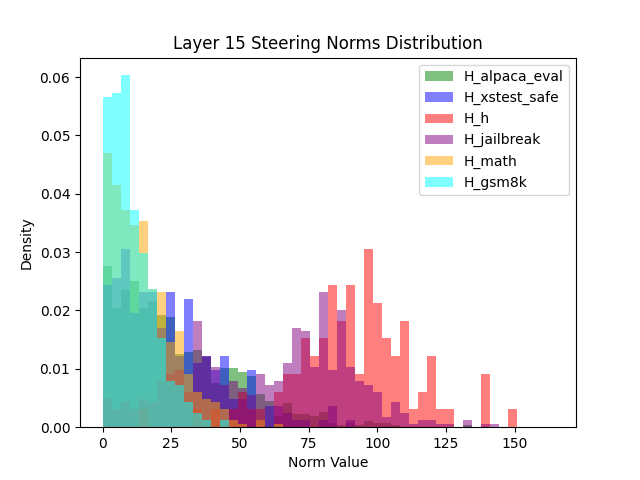 Layer 15 Steering Norms Distribution
H_alpaca_eval
H_xstest_safe
H_h
H_jailbreak
H_math
H_gsm8k
Density
0.06
0.05
0.04
0.03
0.02
0.01
0.00
0 25 50 75 100 125 150
Norm Value